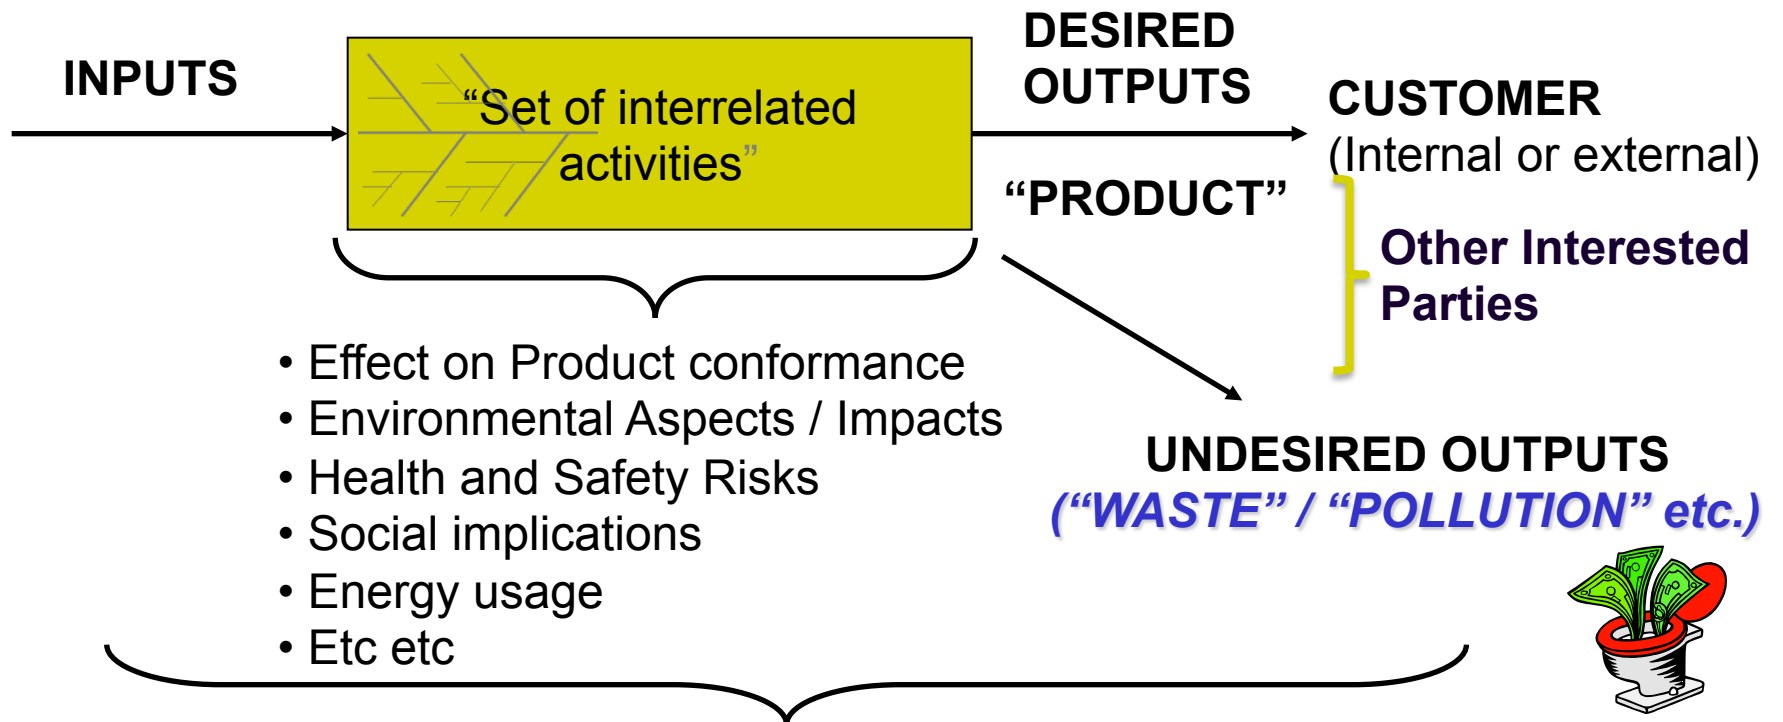 INPUTS
“Set of interrelated
activities”
DESIRED
OUTPUTS
“PRODUCT”
CUSTOMER
(Internal or external)
Other Interested
Parties
• Effect on Product conformance
• Environmental Aspects / Impacts
• Health and Safety Risks
• Social implications
• Energy usage
• Etc etc
UNDESIRED OUTPUTS
(“WASTE” / “POLLUTION” etc.)